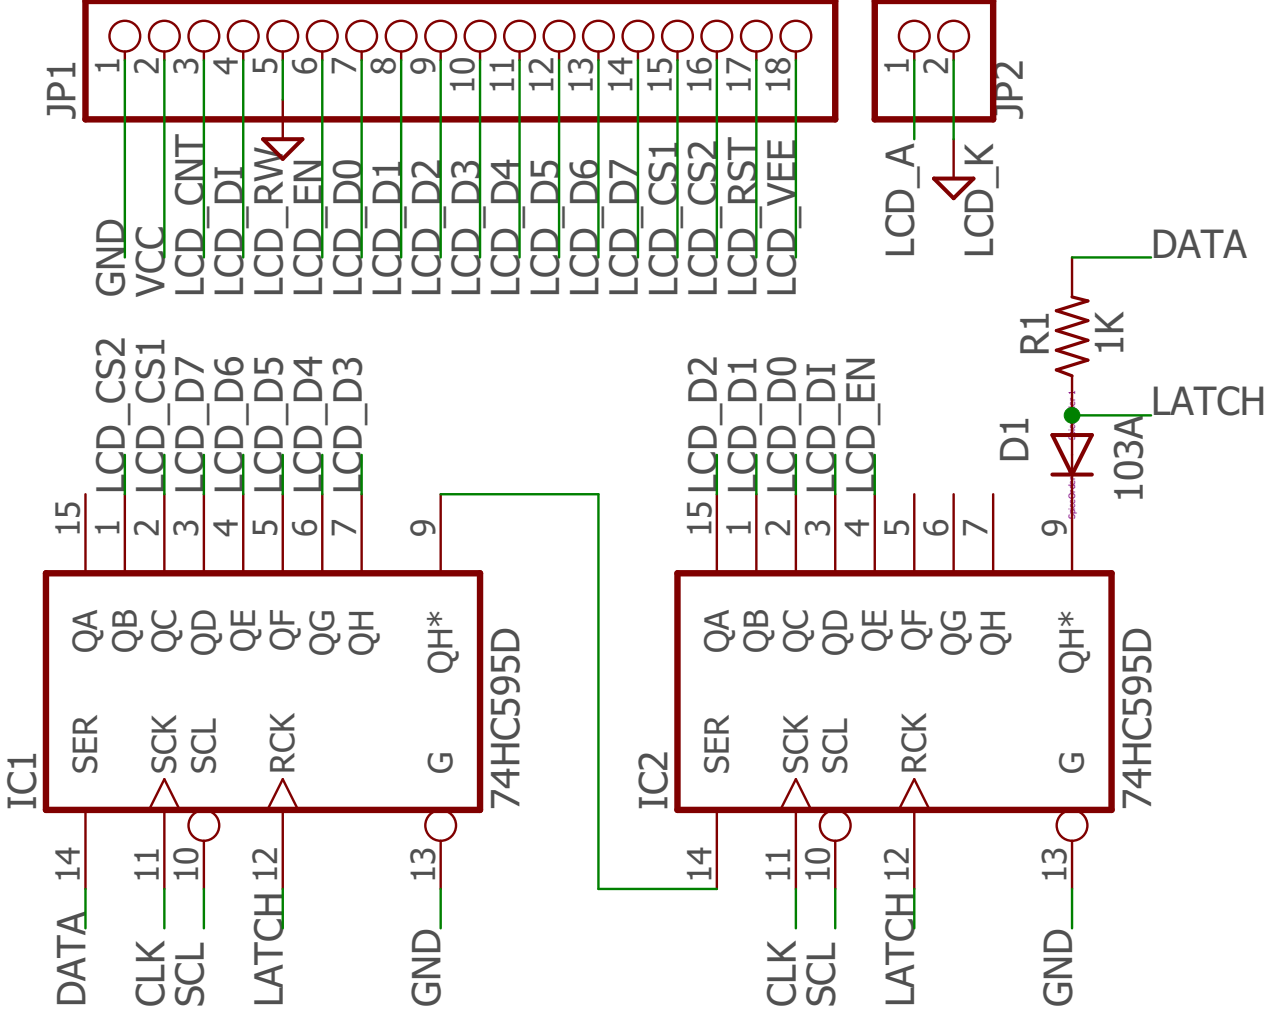 JP1
1
2
3
4
5
6
7
8
9
10
11
12
13
14
15
16
17
18
GND
VCC
LCD_CNT
LCD_DI
LCD_RW
LCD_EN
LCD_D0
LCD_D1
LCD_D2
LCD_D3
LCD_D4
LCD_D5
LCD_D6
LCD_D7
LCD_CS1
LCD_CS2
LCD_RST
LCD_VEE
JP2
1
2
LCD_A
LCD_K
DATA
R1
1K
LATCH
D1
103A
LCD_CS2
LCD_CS1
LCD_D7
LCD_D6
LCD_D5
LCD_D4
LCD_D3
15
1
2
3
4
5
6
7
9
QA
QB
QC
QD
QE
QF
QG
QH
QH*
SER
SCK
SCL
RCK
G
IC1
74HC595D
14
11
10
12
13
DATA
CLK
SCL
LATCH
GND
LCD_D2
LCD_D1
LCD_D0
LCD_DI
LCD_EN
15
1
2
3
4
5
6
7
9
QA
QB
QC
QD
QE
QF
QG
QH
QH*
SER
SCK
SCL
RCK
G
IC2
74HC595D
14
11
10
12
13
CLK
SCL
LATCH
GND